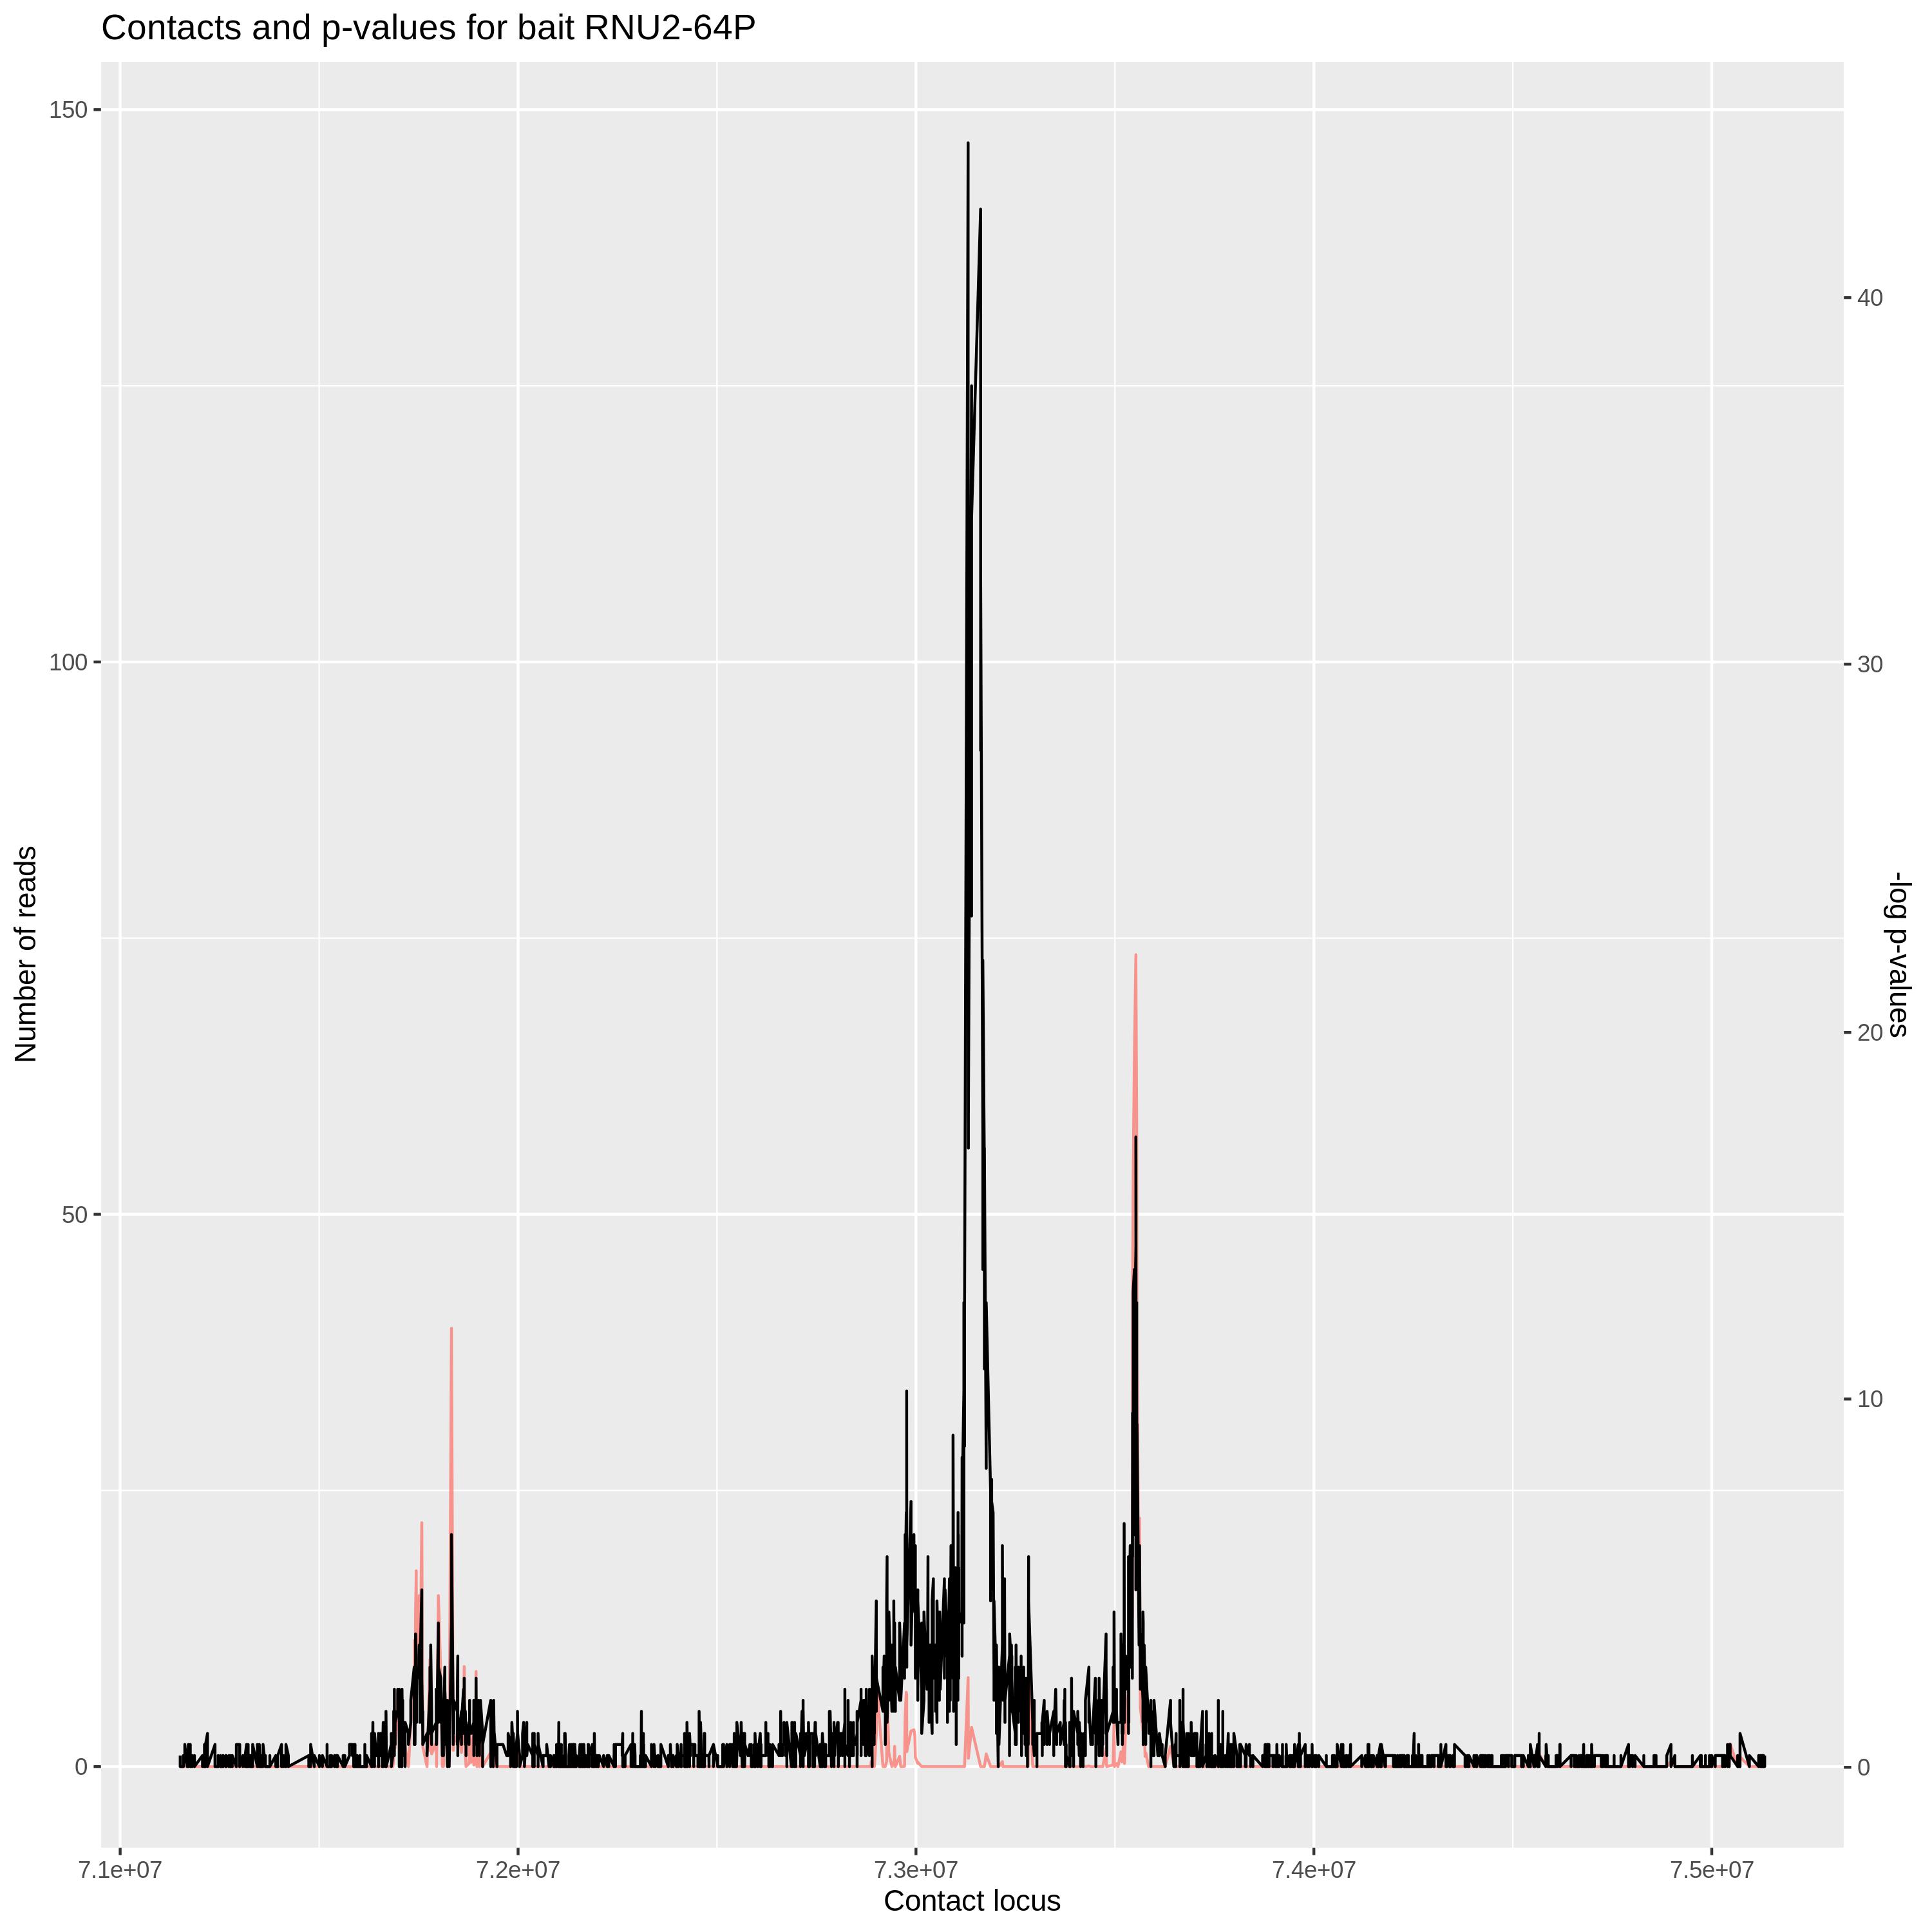 Contacts and p-values for bait RNU2-64P
150
100
50
0
Number of reads
40
30
20
10
0
-log p-values
7.1e+07
7.2e+07
7.3e+07
7.4e+07
7.5e+07
Contact locus